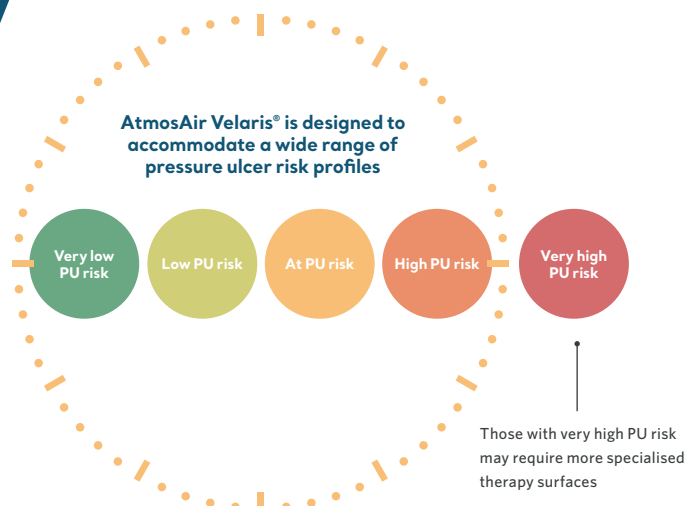 AtmosAir Velaris® is designed to
accommodate a wide range of
pressure ulcer risk profiles
Very low
PU risk
Low PU risk
At PU risk
High PU risk
Very high
PU risk
Those with very high PU risk
may require more specialised
therapy surfaces